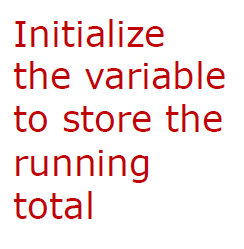 Initialize
the variable
to store the
running
total